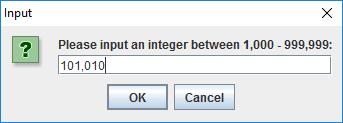 Input
Please input an integer between 1,000 - 999,999:
101,010
OK Cancel